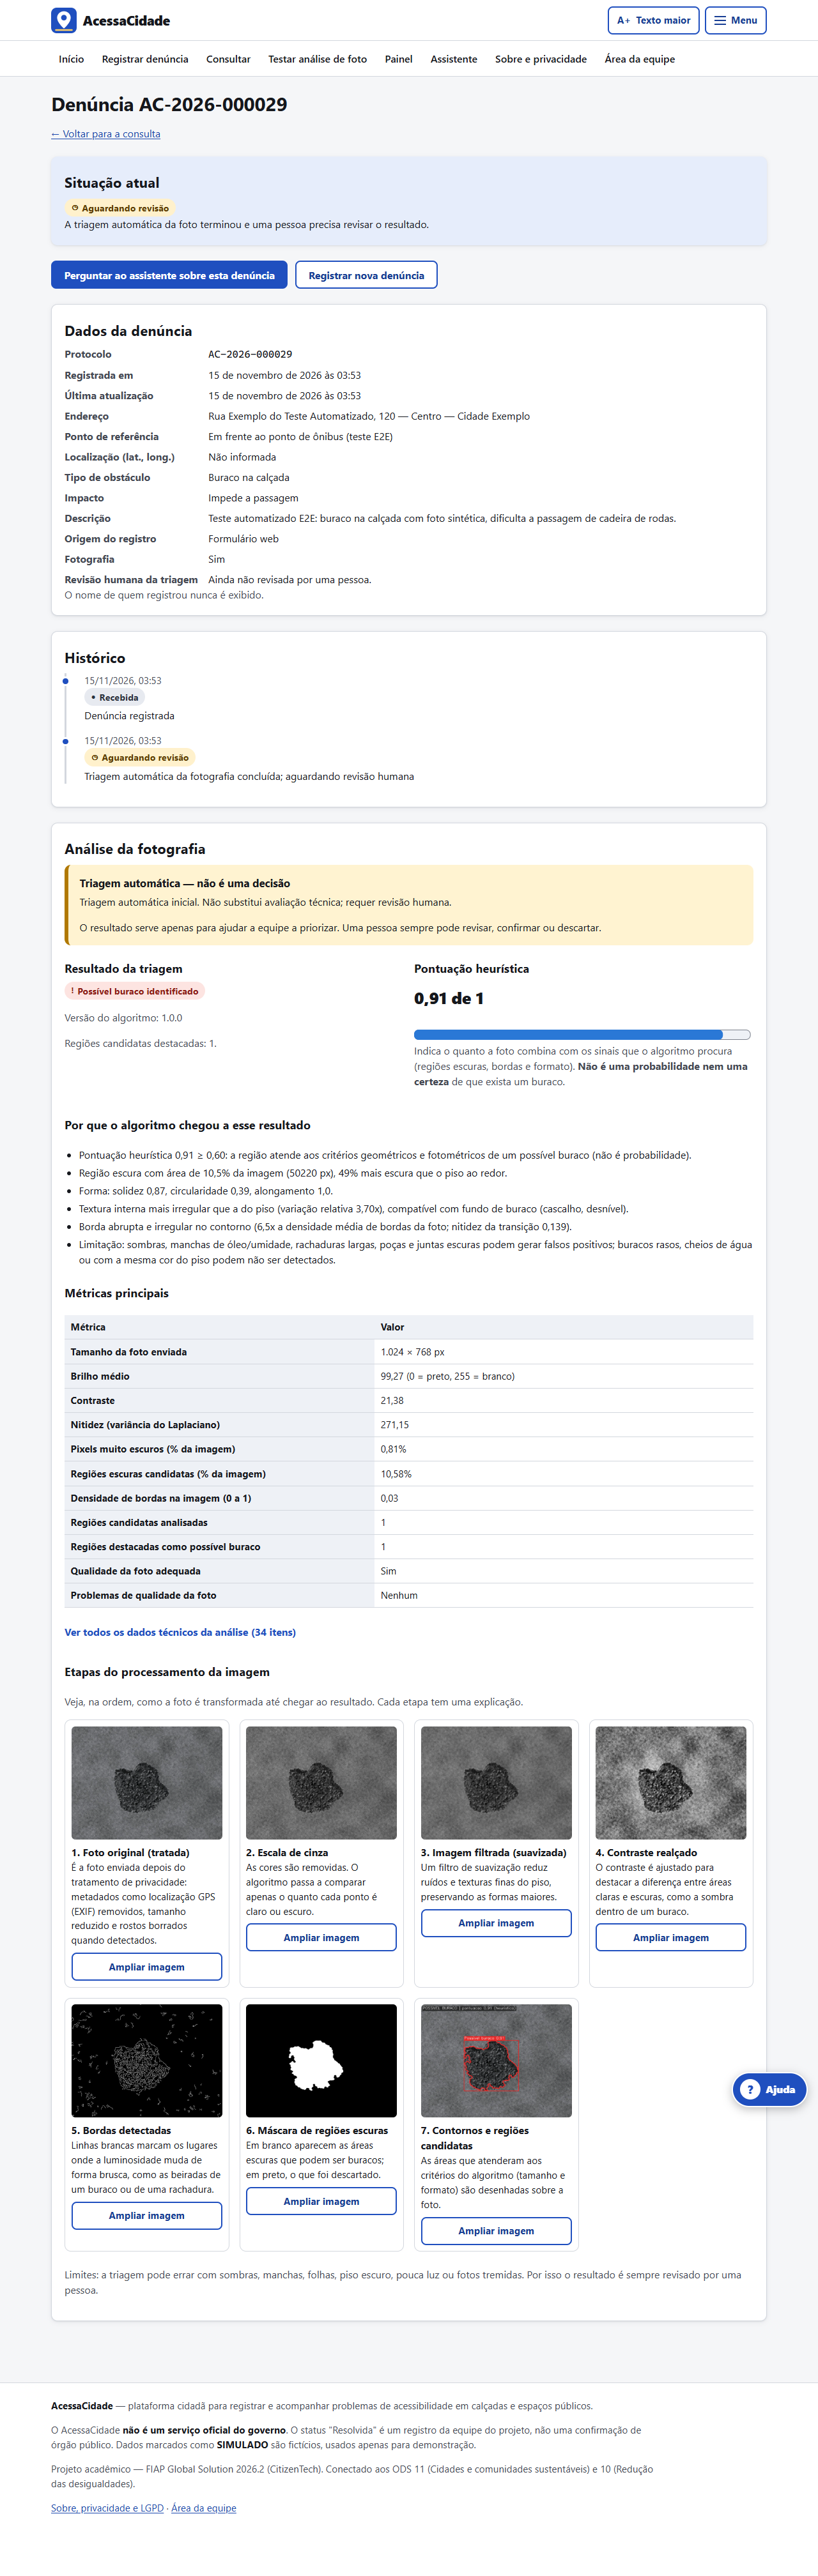 AcessaCidade
A+ Texto maior
Menu
Início Registrar denúncia Consultar Testar análise de foto Painel Assistente Sobre e privacidade Área da equipe
Denúncia AC-2026-000029
← Voltar para a consulta
Situação atual
Aguardando revisão
A triagem automática da foto terminou e uma pessoa precisa revisar o resultado.
Perguntar ao assistente sobre esta denúncia
Registrar nova denúncia
Dados da denúncia
Protocolo AC-2026-000029
Registrada em 15 de novembro de 2026 às 03:53
Última atualização 15 de novembro de 2026 às 03:53
Endereço Rua Exemplo do Teste Automatizado, 120 — Centro — Cidade Exemplo
Ponto de referência Em frente ao ponto de ônibus (teste E2E)
Localização (lat., long.) Não informada
Tipo de obstáculo Buraco na calçada
Impacto Impede a passagem
Descrição Teste automatizado E2E: buraco na calçada com foto sintética, dificulta a passagem de cadeira de rodas.
Origem do registro Formulário web
Fotografia Sim
Revisão humana da triagem Ainda não revisada por uma pessoa.
O nome de quem registrou nunca é exibido.
Histórico
15/11/2026, 03:53
Recebida
Denúncia registrada
15/11/2026, 03:53
Aguardando revisão
Triagem automática da fotografia concluída; aguardando revisão humana
Análise da fotografia
Triagem automática — não é uma decisão
Triagem automática inicial. Não substitui avaliação técnica; requer revisão humana.
O resultado serve apenas para ajudar a equipe a priorizar. Uma pessoa sempre pode revisar, confirmar ou descartar.
Resultado da triagem
! Possível buraco identificado
Versão do algoritmo: 1.0.0
Regiões candidatas destacadas: 1.
Pontuação heurística
0,91 de 1
Indica o quanto a foto combina com os sinais que o algoritmo procura
(regiões escuras, bordas e formato). Não é uma probabilidade nem uma
certeza de que exista um buraco.
Por que o algoritmo chegou a esse resultado
• Pontuação heurística 0,91 ≥ 0,60: a região atende aos critérios geométricos e fotométricos de um possível buraco (não é probabilidade).
• Região escura com área de 10,5% da imagem (50220 px), 49% mais escura que o piso ao redor.
• Forma: solidez 0,87, circularidade 0,39, alongamento 1,0.
• Textura interna mais irregular que a do piso (variação relativa 3,70x), compatível com fundo de buraco (cascalho, desnível).
• Borda abrupta e irregular no contorno (6,5x a densidade média de bordas da foto; nitidez da transição 0,139).
• Limitação: sombras, manchas de óleo/umidade, rachaduras largas, poças e juntas escuras podem gerar falsos positivos; buracos rasos, cheios de água
ou com a mesma cor do piso podem não ser detectados.
Métricas principais
Métrica Valor
Tamanho da foto enviada 1.024 × 768 px
Brilho médio 99,27 (0 = preto, 255 = branco)
Contraste 21,38
Nitidez (variância do Laplaciano) 271,15
Pixels muito escuros (% da imagem) 0,81%
Regiões escuras candidatas (% da imagem) 10,58%
Densidade de bordas na imagem (0 a 1) 0,03
Regiões candidatas analisadas 1
Regiões destacadas como possível buraco 1
Qualidade da foto adequada Sim
Problemas de qualidade da foto Nenhum
Ver todos os dados técnicos da análise (34 itens)
Etapas do processamento da imagem
Veja, na ordem, como a foto é transformada até chegar ao resultado. Cada etapa tem uma explicação.
1. Foto original (tratada)
É a foto enviada depois do
tratamento de privacidade:
metadados como localização GPS
(EXIF) removidos, tamanho
reduzido e rostos borrados
quando detectados.
Ampliar imagem
2. Escala de cinza
As cores são removidas. O
algoritmo passa a comparar
apenas o quanto cada ponto é
claro ou escuro.
Ampliar imagem
3. Imagem filtrada (suavizada)
Um filtro de suavização reduz
ruídos e texturas finas do piso,
preservando as formas maiores.
Ampliar imagem
4. Contraste realçado
O contraste é ajustado para
destacar a diferença entre áreas
claras e escuras, como a sombra
dentro de um buraco.
Ampliar imagem
5. Bordas detectadas
Linhas brancas marcam os lugares
onde a luminosidade muda de
forma brusca, como as beiradas de
um buraco ou de uma rachadura.
Ampliar imagem
6. Máscara de regiões escuras
Em branco aparecem as áreas
escuras que podem ser buracos;
em preto, o que foi descartado.
Ampliar imagem
7. Contornos e regiões
candidatas
As áreas que atenderam aos
critérios do algoritmo (tamanho e
formato) são desenhadas sobre a
foto.
Ampliar imagem
? Ajuda
Limites: a triagem pode errar com sombras, manchas, folhas, piso escuro, pouca luz ou fotos tremidas. Por isso o resultado é sempre revisado por uma
pessoa.
AcessaCidade — plataforma cidadã para registrar e acompanhar problemas de acessibilidade em calçadas e espaços públicos.
O AcessaCidade não é um serviço oficial do governo. O status "Resolvida" é um registro da equipe do projeto, não uma confirmação de
órgão público. Dados marcados como SIMULADO são fictícios, usados apenas para demonstração.
Projeto acadêmico — FIAP Global Solution 2026.2 (CitizenTech). Conectado aos ODS 11 (Cidades e comunidades sustentáveis) e 10 (Redução
das desigualdades).
Sobre, privacidade e LGPD · Área da equipe